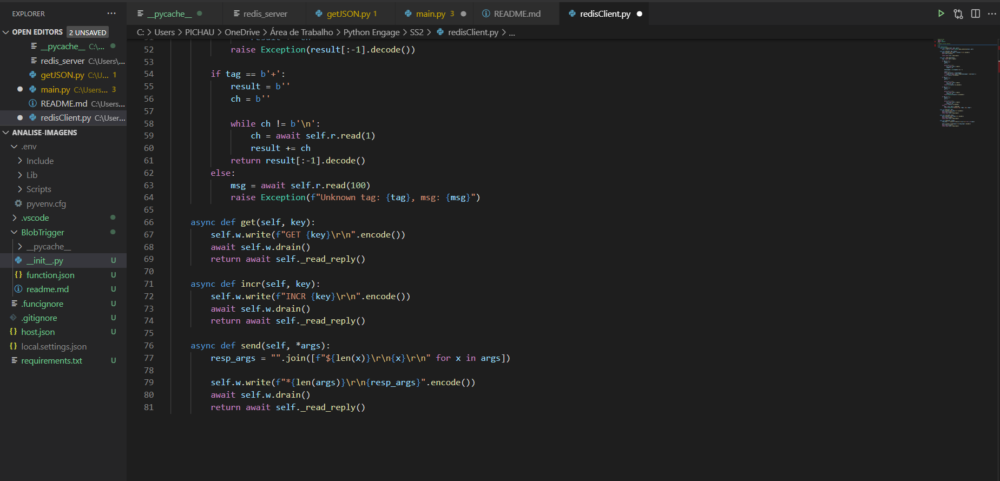 EXPLORER ···
OPEN EDITORS 2 UNSAVED
__pycache__ C:\...
redis_server C:\Users\...
getJSON.py C:\U... 1
main.py C:\Users... 3
README.md C:\Users...
redisClient.py C:\User...
ANALISE-IMAGENS
.env
Include
Lib
Scripts
pyvenv.cfg
.vscode
BlobTrigger
__pycache__
__init__.py U
function.json U
readme.md U
.funcignore U
.gitignore U
host.json U
local.settings.json
requirements.txt U
__pycache__ redis_server getJSON.py 1 main.py 3 README.md redisClient.py
C: > Users > PICHAU > OneDrive > Área de Trabalho > Python Engage > SS2 > redisClient.py > ...
52 raise Exception(result[:-1].decode())
53
54 if tag == b'+':
55 result = b''
56 ch = b''
57
58 while ch != b'\n':
59 ch = await self.r.read(1)
60 result += ch
61 return result[:-1].decode()
62 else:
63 msg = await self.r.read(100)
64 raise Exception(f"Unknown tag: {tag}, msg: {msg}")
65
66 async def get(self, key):
67 self.w.write(f"GET {key}\r\n".encode())
68 await self.w.drain()
69 return await self._read_reply()
70
71 async def incr(self, key):
72 self.w.write(f"INCR {key}\r\n".encode())
73 await self.w.drain()
74 return await self._read_reply()
75
76 async def send(self, *args):
77 resp_args = "".join([f"${len(x)}\r\n{x}\r\n" for x in args])
78
79 self.w.write(f"*{len(args)}\r\n{resp_args}".encode())
80 await self.w.drain()
81 return await self._read_reply()